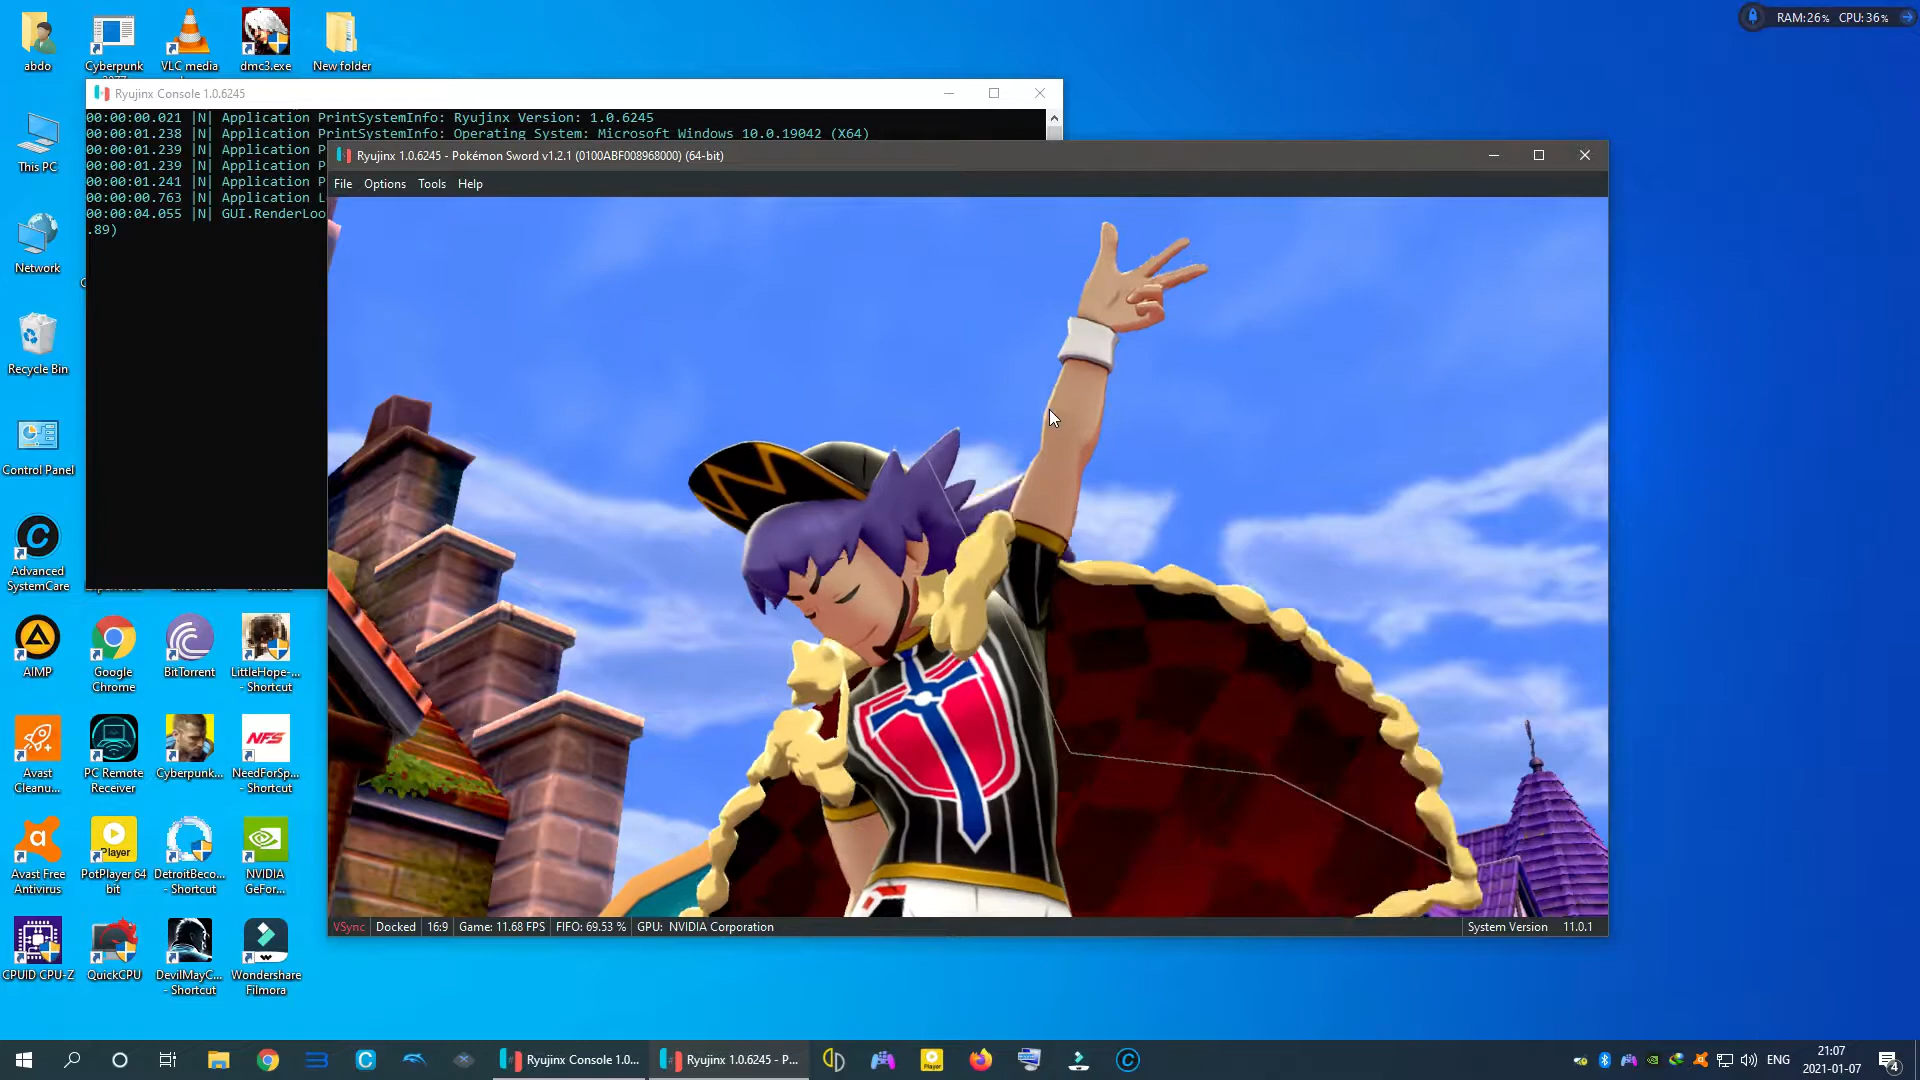 RAM:26% CPU:36%
abdo
Cyberpunk
VLC media
dmc3.exe
New folder
Ryujinx Console 1.0.6245
00:00:00.021 |N| Application PrintSystemInfo: Ryujinx Version: 1.0.6245
00:00:01.238 |N| Application PrintSystemInfo: Operating System: Microsoft Windows 10.0.19042 (X64)
00:00:01.239 |N| Application P
00:00:01.239 |N| Application P
00:00:01.241 |N| Application P
00:00:00.763 |N| Application L
00:00:04.055 |N| GUI.RenderLoo
.89)
Ryujinx 1.0.6245 - Pokémon Sword v1.2.1 (0100ABF008968000) (64-bit)
File Options Tools Help
This PC
Network
Recycle Bin
Control Panel
Advanced
SystemCare
AIMP
Google
Chrome
BitTorrent
LittleHope-...
- Shortcut
NFS
Avast
Cleanu...
PC Remote
Receiver
Cyberpunk...
NeedForSp...
- Shortcut
Player
Avast Free
Antivirus
PotPlayer 64
bit
DetroitBeco...
- Shortcut
NVIDIA
GeFor...
CPUID CPU-Z
QuickCPU
DevilMayC...
- Shortcut
Wondershare
Filmora
VSync Docked 16:9 Game: 11.68 FPS FIFO: 69.53 % GPU: NVIDIA Corporation System Version 11.0.1
Ryujinx Console 1.0...
Ryujinx 1.0.6245 - P...
Player
ENG
21:07
2021-01-07
4